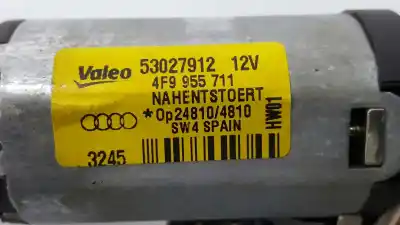 Valeo 53027912 12V
4F9 955 711
NAHENTSTOERT
*Op24810/4810
SW4 SPAIN
3245
HW01